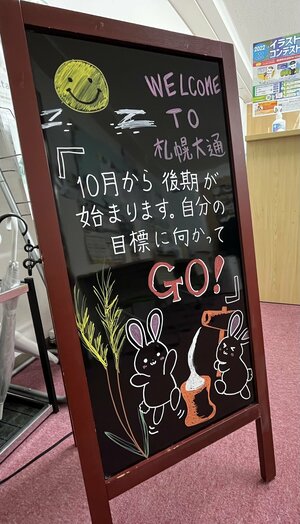 WELCOME
TO
札幌大通
『10月から後期が
始まります。自分の
目標に向かって
GO!』
2022
イラスト
コンテスト